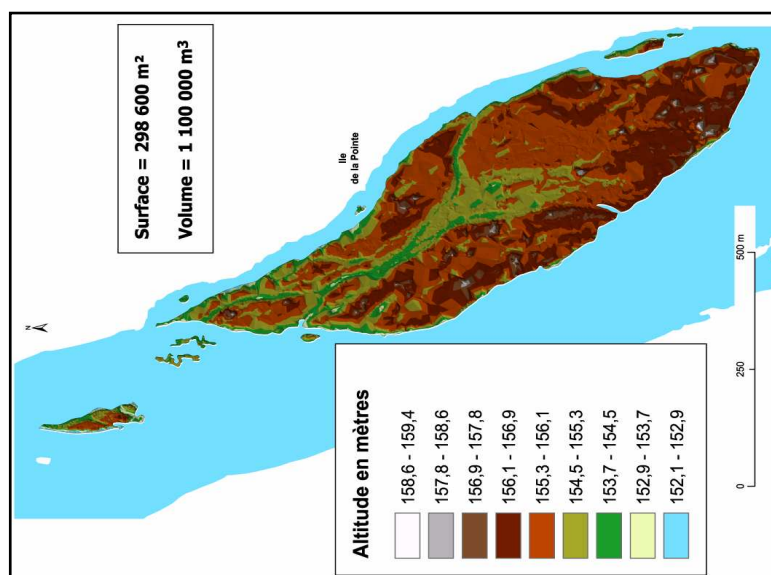 Surface = 298 600 m²
Volume = 1 100 000 m³
N
Ile
de la Pointe
Altitude en mètres
158,6 - 159,4
157,8 - 158,6
156,9 - 157,8
156,1 - 156,9
155,3 - 156,1
154,5 - 155,3
153,7 - 154,5
152,9 - 153,7
152,1 - 152,9
0
250
500 m